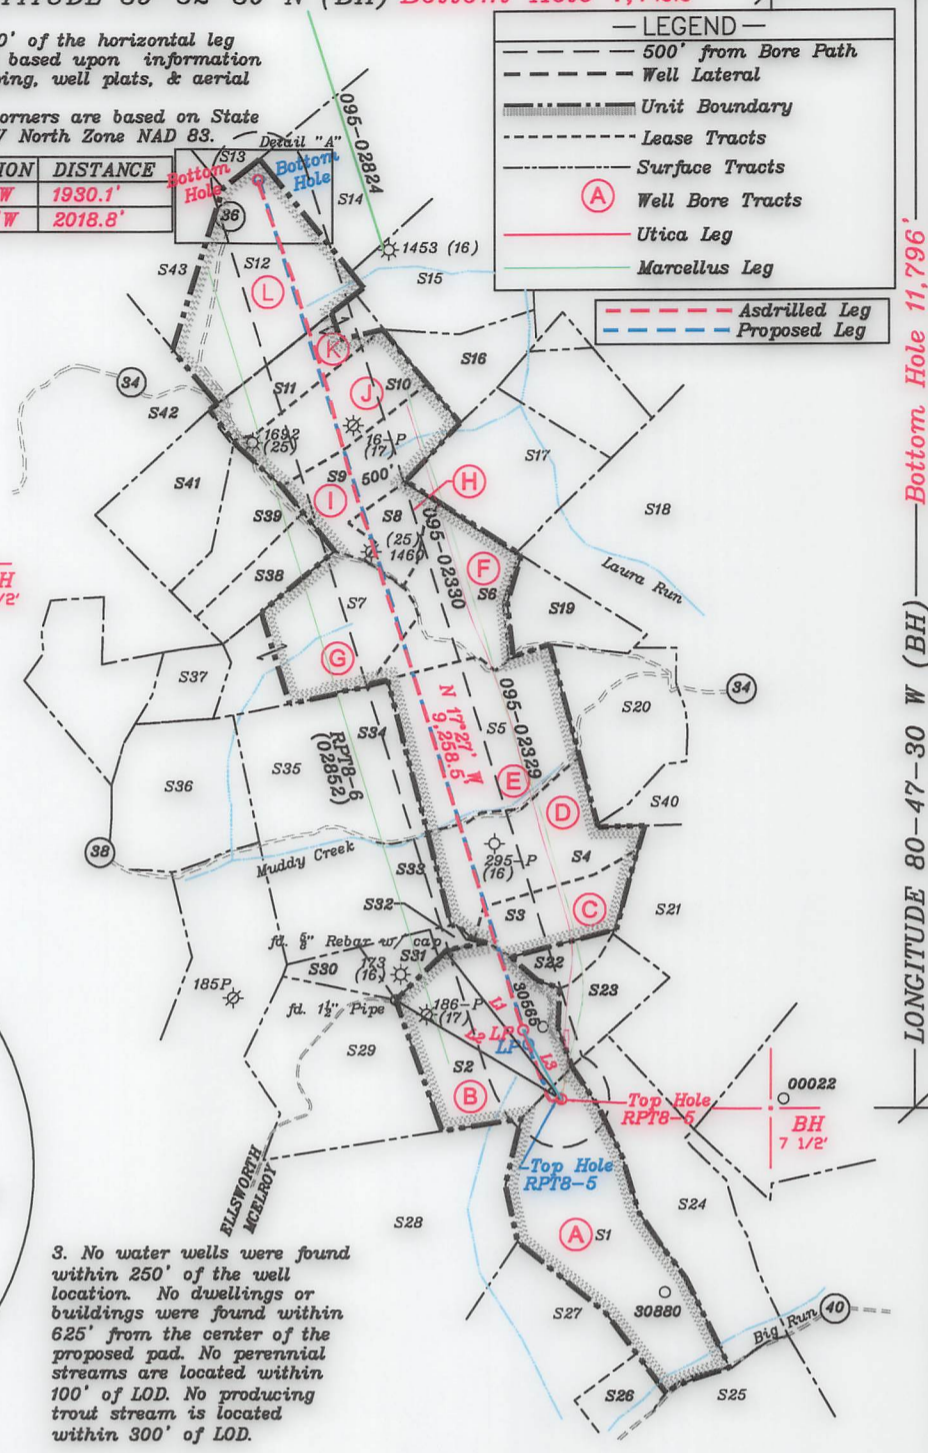 Bottom Hole
0' of the horizontal leg
based upon information
ing, well plats, & aerial
orners are based on State
North Zone NAD 83.
ION DISTANCE
W 1930.1'
W 2018.8'
LEGEND
500' from Bore Path
Well Lateral
Unit Boundary
Lease Tracts
Surface Tracts
A Well Bore Tracts
Utica Leg
Marcellus Leg
Asdrilled Leg
Proposed Leg
Detail "A"
Bottom
Hole
Bottom
Hole
095-02824
S13
S14
36
1453 (16)
S43
S12
S15
L
K
S16
34
S11
S10
J
S42
1692
(25)
16-P
(17)
S17
S41
S9
500'
H
I
S8
S18
S39
(25)
1460
095-02330
F
S6
Laura Run
S38
S7
S19
H
1/2'
G
S37
34
N 17°27' W
9,258.5'
095-02329
S20
S5
S34
RPT8-6
(02852)
S35
S36
E
D
S40
38
Muddy Creek
295-P
(16)
S4
S33
C
S32
S3
S21
fd. 5/8" Rebar w/ cap
S31
S22
S30
173
(16)
S23
185P
fd. 1½" Pipe
186-P
(17)
30565
L1
L2
LP
LP
L3
S29
S2
B
00022
Top Hole
RPT8-5
BH
7 1/2'
Top Hole
RPT8-5
ELLSWORTH
MCELROY
S24
S28
A
S1
3. No water wells were found
within 250' of the well
location. No dwellings or
buildings were found within
625' from the center of the
proposed pad. No perennial
streams are located within
100' of LOD. No producing
trout stream is located
within 300' of LOD.
S27
30880
Big Run
40
S26
S25
LONGITUDE 80-47-30 W (BH) Bottom Hole 11,796'